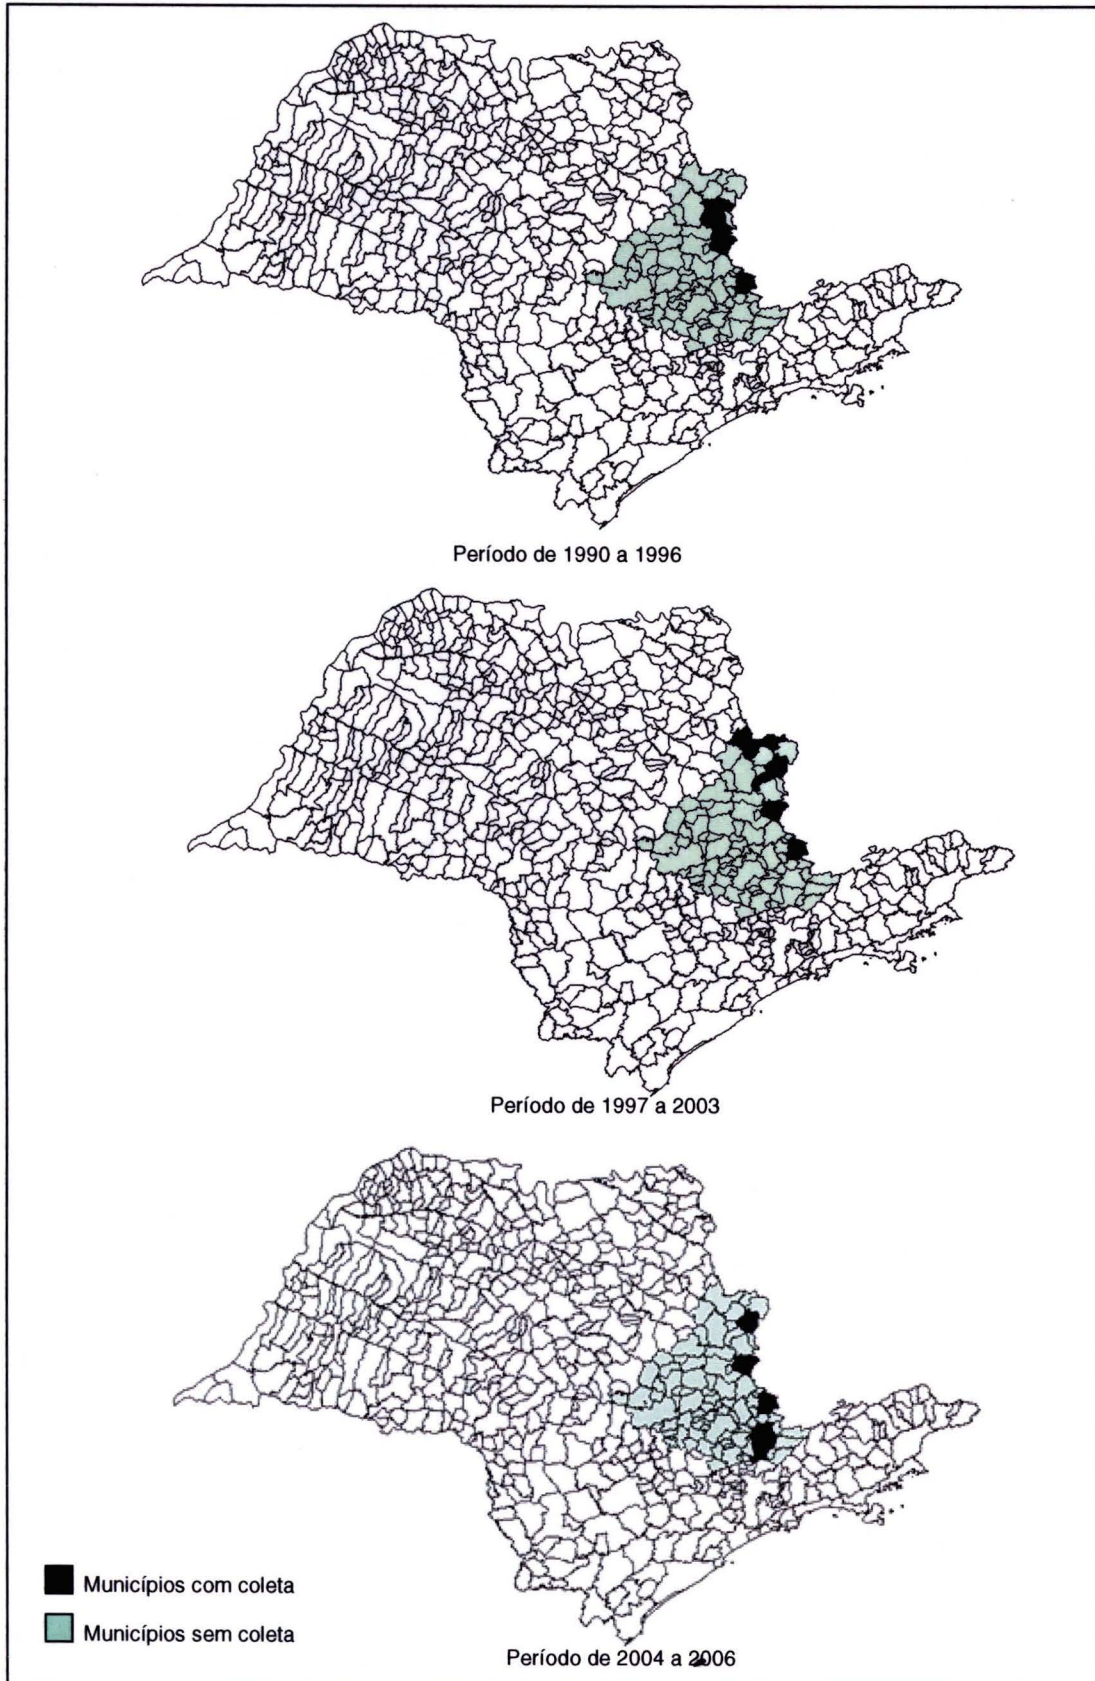 Período de 1990 a 1996
Período de 1997 a 2003
Municípios com coleta
Municípios sem coleta
Período de 2004 a 2006